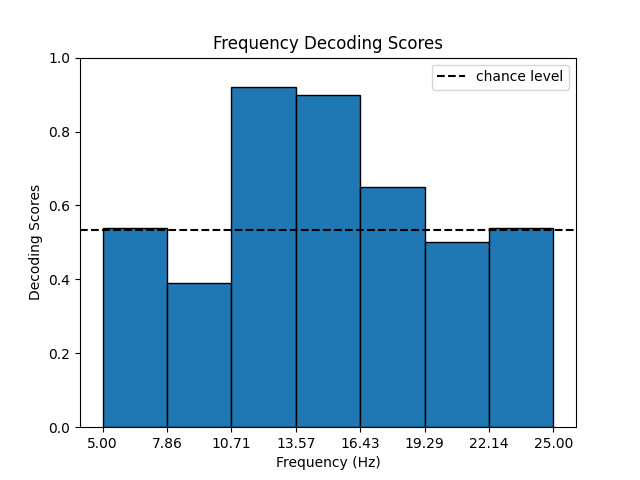 Frequency Decoding Scores
chance level
Decoding Scores
1.0
0.8
0.6
0.4
0.2
0.0
5.00 7.86 10.71 13.57 16.43 19.29 22.14 25.00
Frequency (Hz)